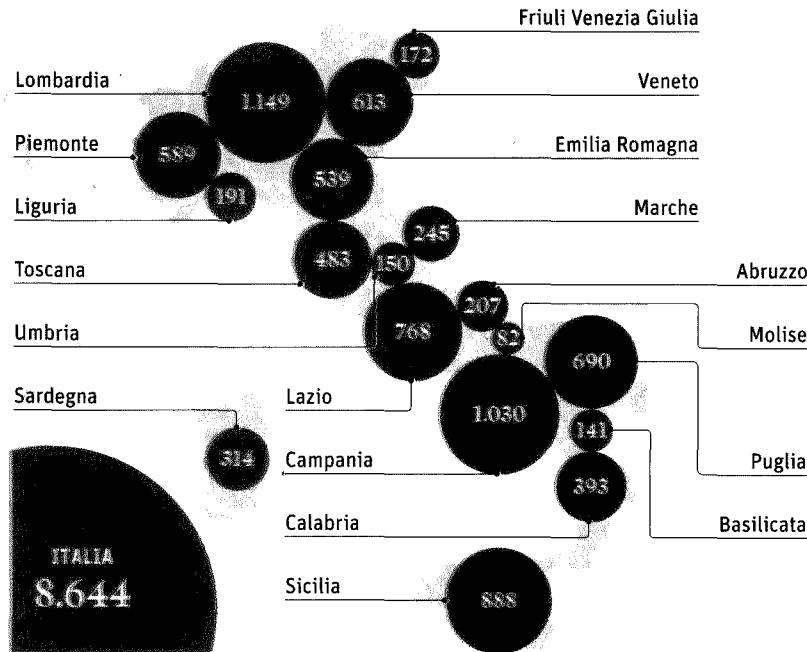 Friuli Venezia Giulia
172
Lombardia
1.149
613
Veneto
Piemonte
589
539
Emilia Romagna
191
Liguria
245
Marche
Toscana
483
150
Abruzzo
207
Umbria
768
82
Molise
690
Sardegna
Lazio
314
1.030
141
Campania
393
Puglia
Calabria
Basilicata
ITALIA
8.644
Sicilia
888